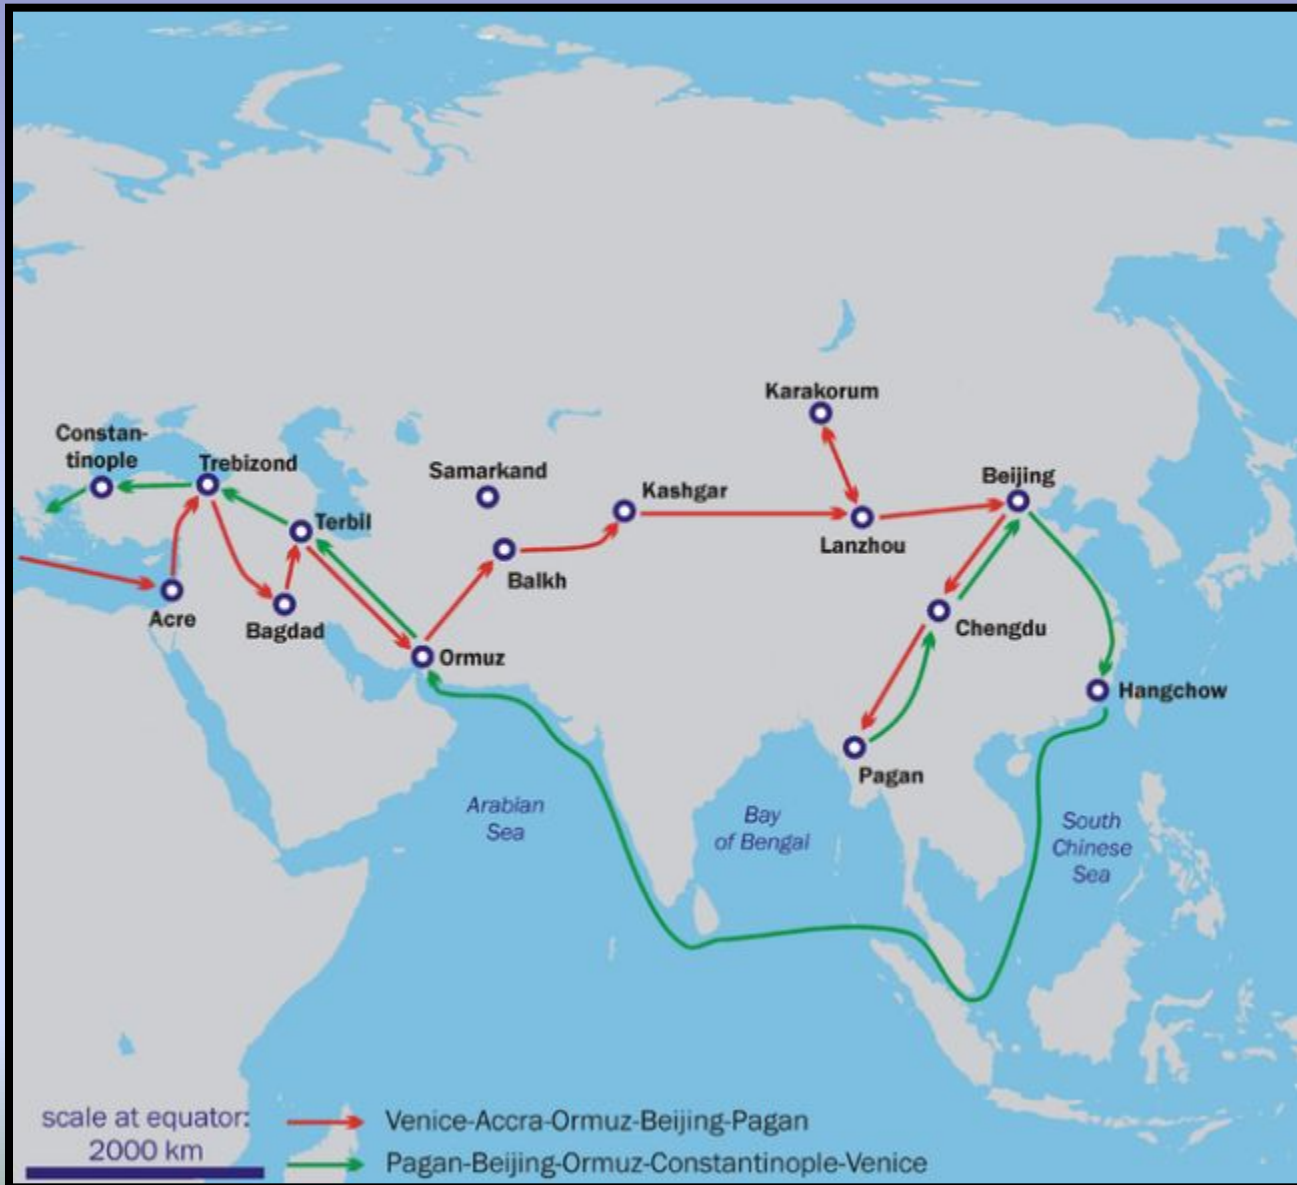 Karakorum
Constan-
tinople
Trebizond
Samarkand
Beijing
Kashgar
Terbil
Lanzhou
Balkh
Acre
Bagdad
Chengdu
Ormuz
Hangchow
Pagan
Arabian
Sea
Bay
of Bengal
South
Chinese
Sea
scale at equator:
2000 km
Venice-Accra-Ormuz-Beijing-Pagan
Pagan-Beijing-Ormuz-Constantinople-Venice